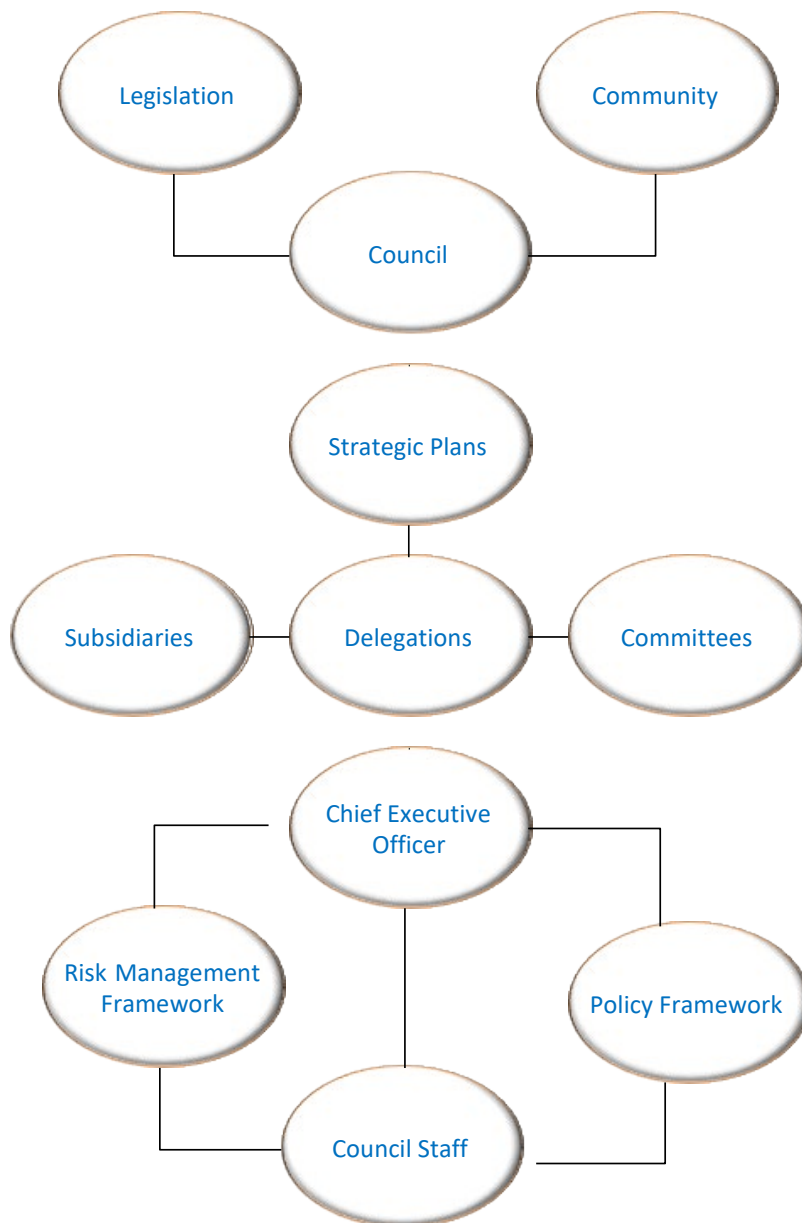 Legislation
Community
Council
Strategic Plans
Subsidiaries
Delegations
Committees
Chief Executive
Officer
Risk Management
Framework
Policy Framework
Council Staff